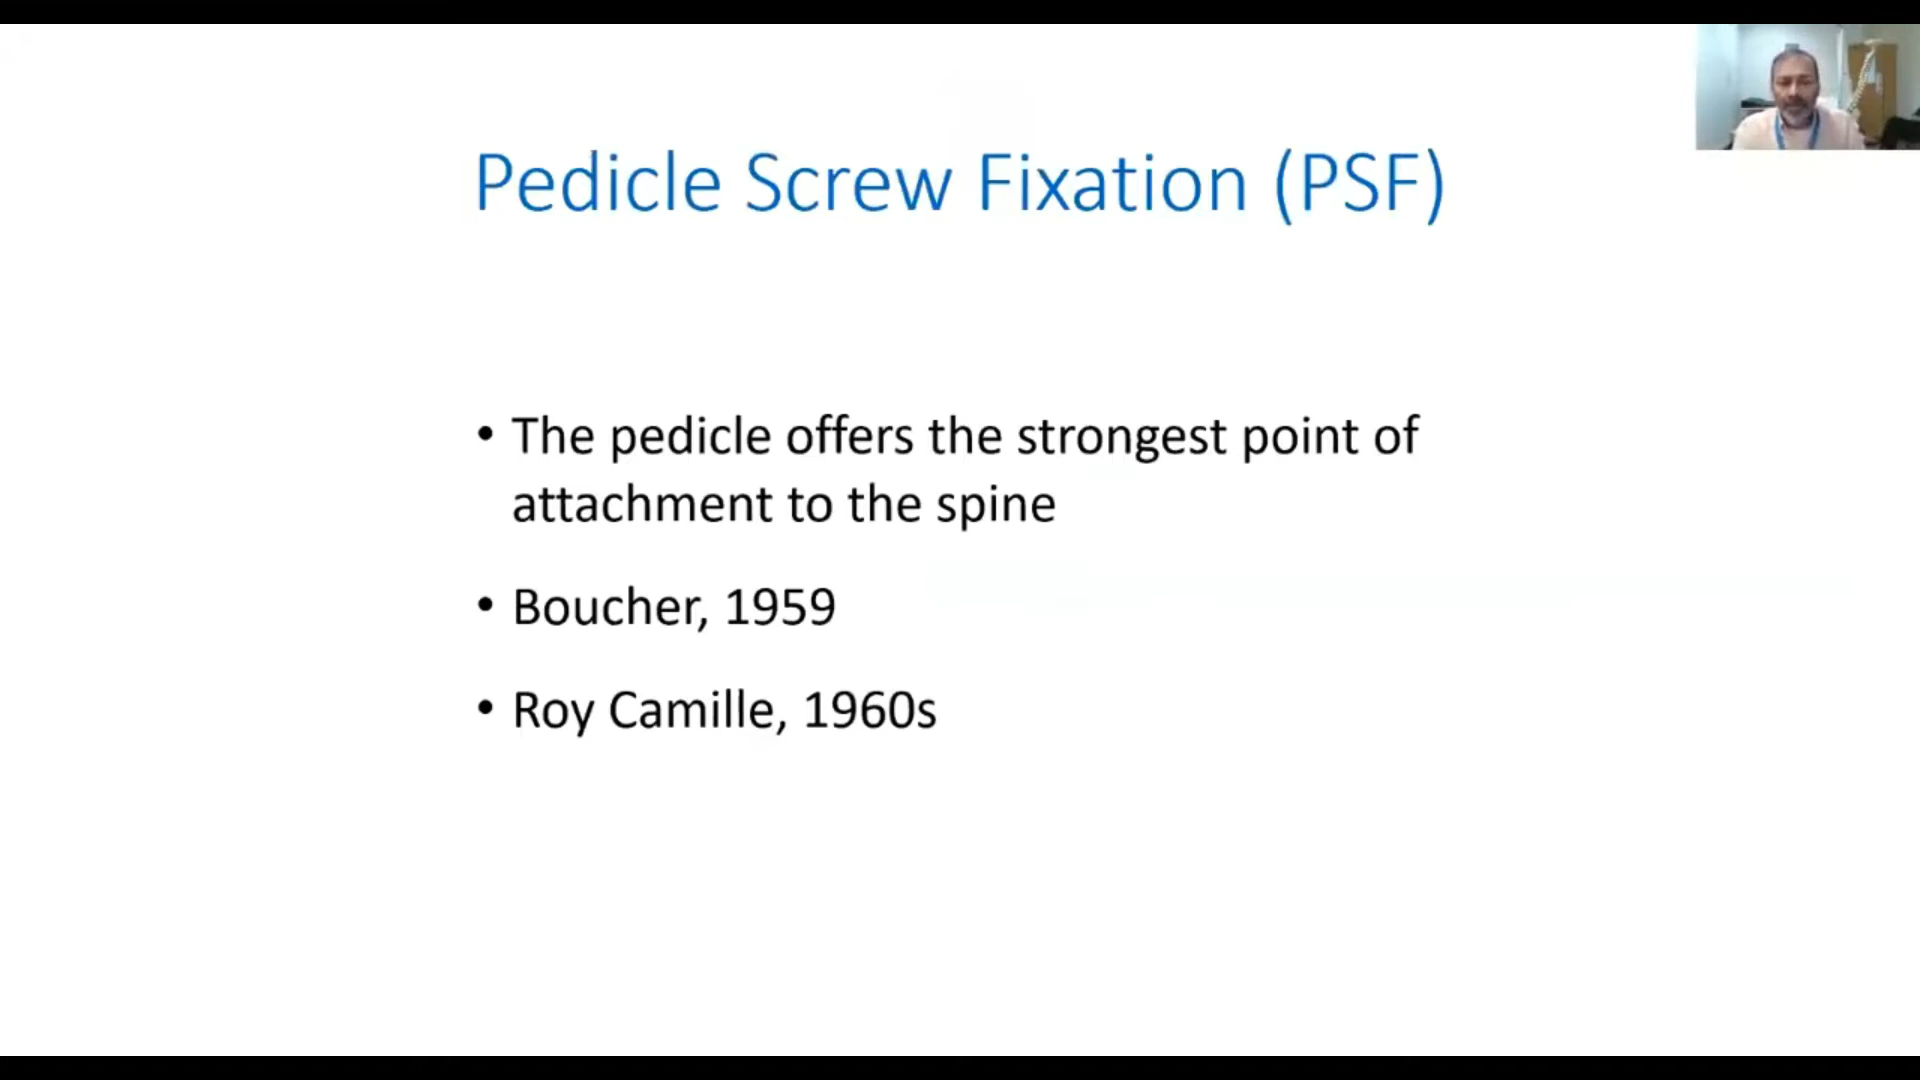 Pedicle Screw Fixation (PSF)
• The pedicle offers the strongest point of
attachment to the spine
• Boucher, 1959
• Roy Camille, 1960s